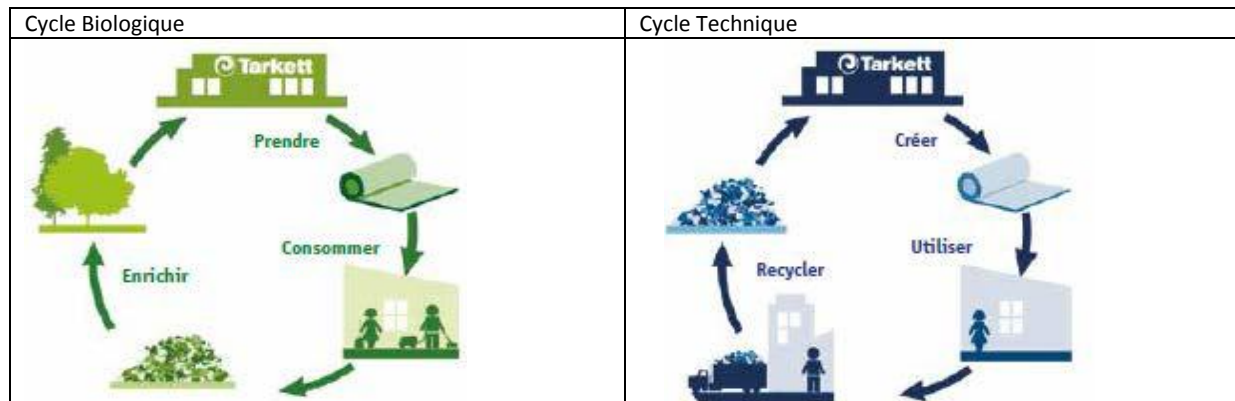 Cycle Biologique
Cycle Technique
Tarkett
Prendre
Consommer
Enrichir
Tarkett
Créer
Utiliser
Recycler